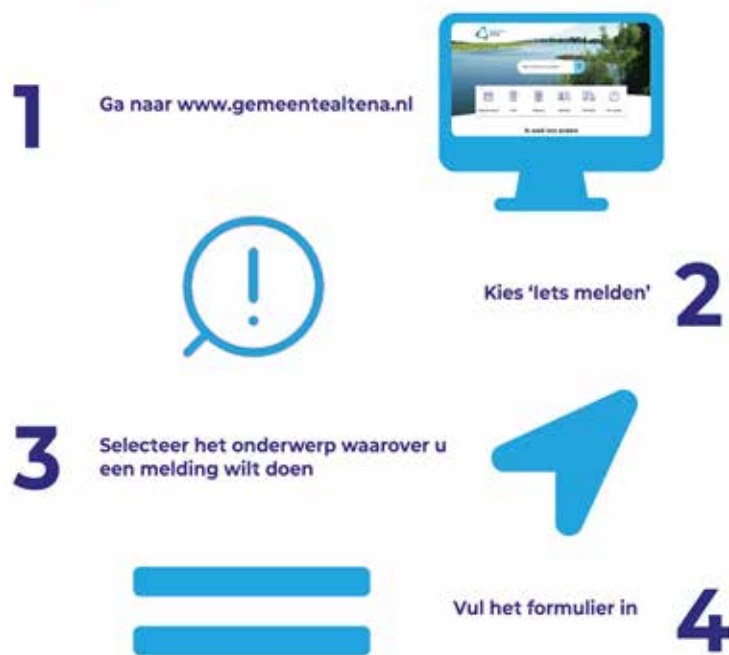 1
Ga naar www.gemeentealtena.nl
Kies ‘Iets melden’
2
3
Selecteer het onderwerp waarover u
een melding wilt doen
Vul het formulier in
4